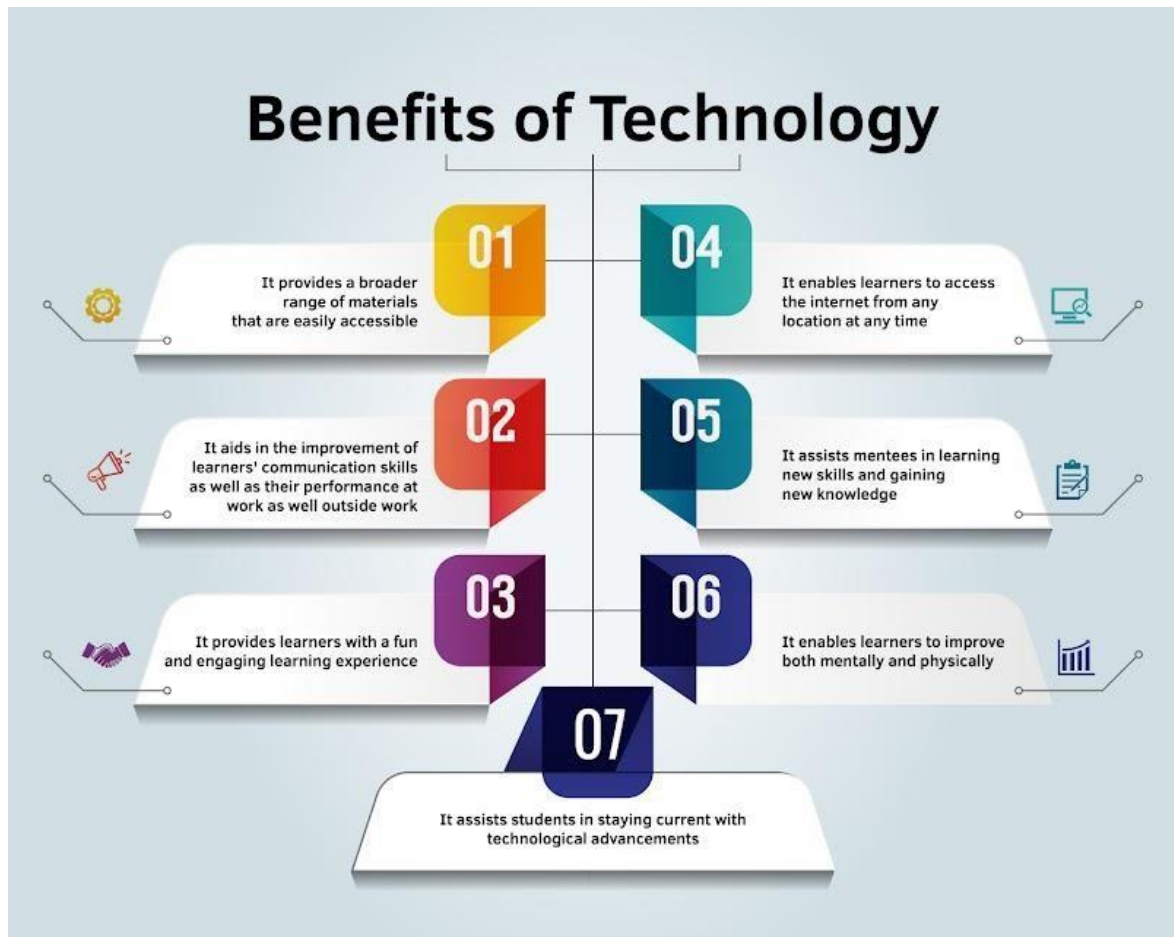 Benefits of Technology
01
It provides a broader
range of materials
that are easily accessible
02
It aids in the improvement of
learners' communication skills
as well as their performance at
work as well outside work
03
It provides learners with a fun
and engaging learning experience
04
It enables learners to access
the internet from any
location at any time
05
It assists mentees in learning
new skills and gaining
new knowledge
06
It enables learners to improve
both mentally and physically
07
It assists students in staying current with
technological advancements